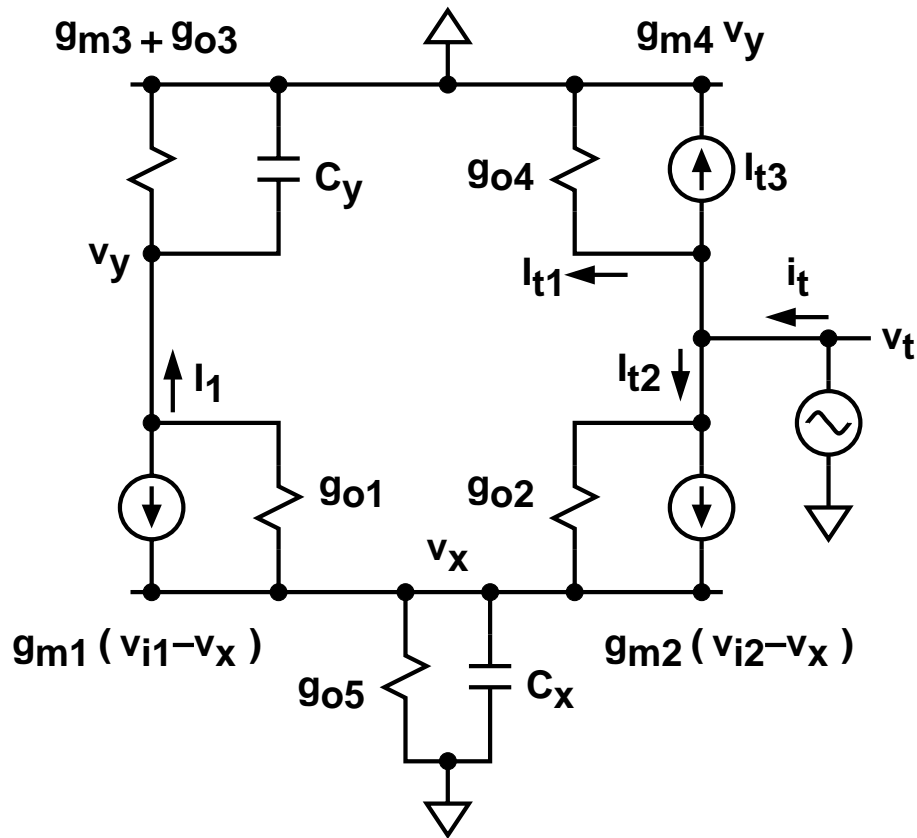 gm3 + go3
gm4 vy
go4
It3
Cy
vy
It1
it
vt
I1
It2
go1
go2
vx
gm1 ( vi1−vx )
gm2 ( vi2−vx )
go5
Cx